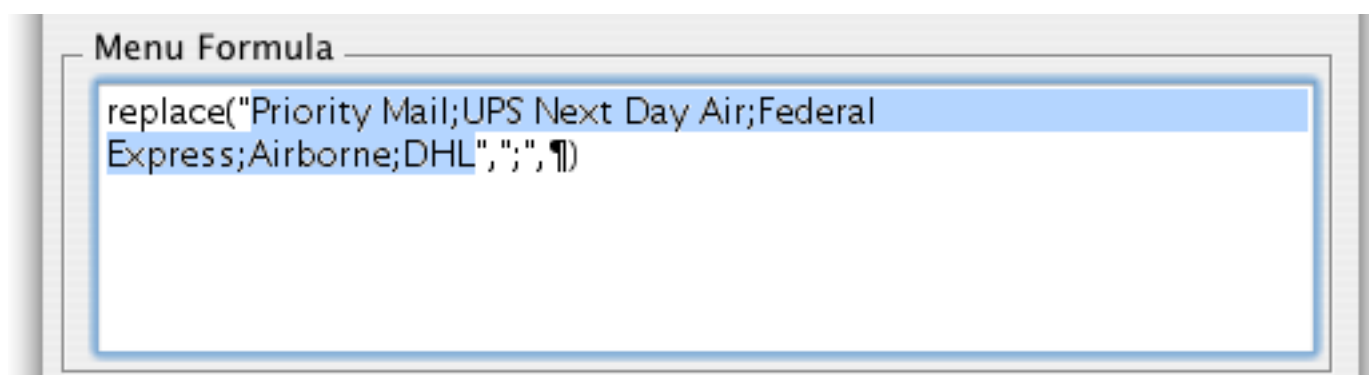 Menu Formula
replace("Priority Mail;UPS Next Day Air;Federal
Express;Airborne;DHL",";",¶)